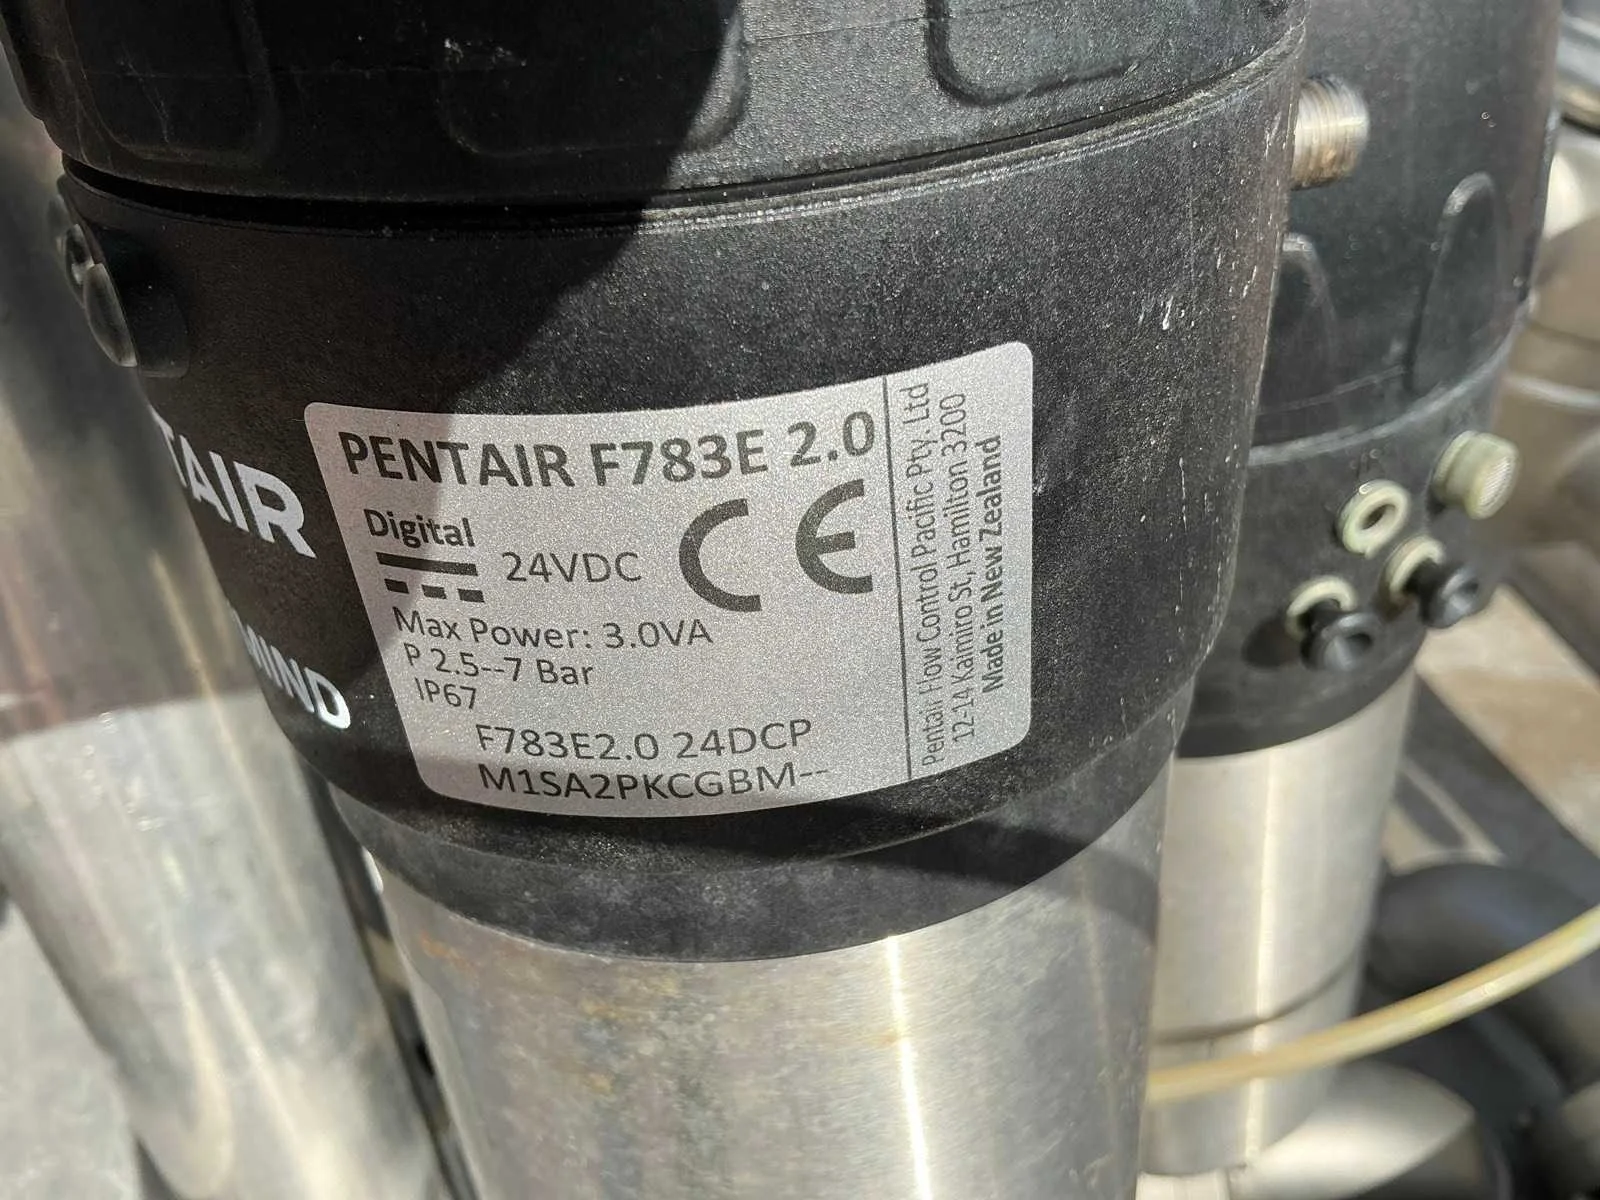 TAIR
MIND
PENTAIR F783E 2.0
Digital
24VDC
CE
Max Power: 3.0VA
P 2.5--7 Bar
IP67
F783E2.0 24DCP
M1SA2PKCGBM--
Pentair Flow Control Pacific Pty. Ltd
12-14 Kaimiro St, Hamilton 3200
Made in New Zealand